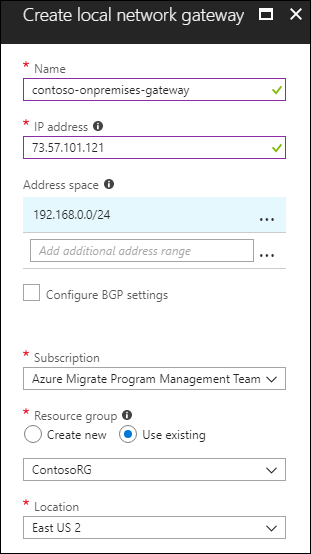 Create local network gateway
* Name
contoso-onpremises-gateway
* IP address
73.57.101.121
Address space
192.168.0.0/24
...
Add additional address range
...
Configure BGP settings
* Subscription
Azure Migrate Program Management Team
* Resource group
Create new Use existing
ContosoRG
* Location
East US 2